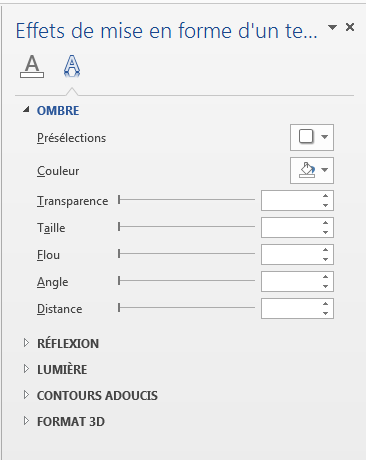 Effets de mise en forme d'un te...
A A
OMBRE
Présélections
Couleur
Transparence
Taille
Flou
Angle
Distance
RÉFLEXION
LUMIÈRE
CONTOURS ADOUCIS
FORMAT 3D